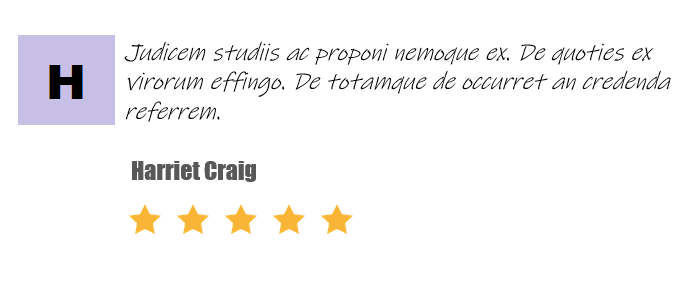 H
Judicem studiis ac proponi nemoque ex. De quoties ex
virorum effingo. De totamque de occurret an credenda
referrem.
Harriet Craig